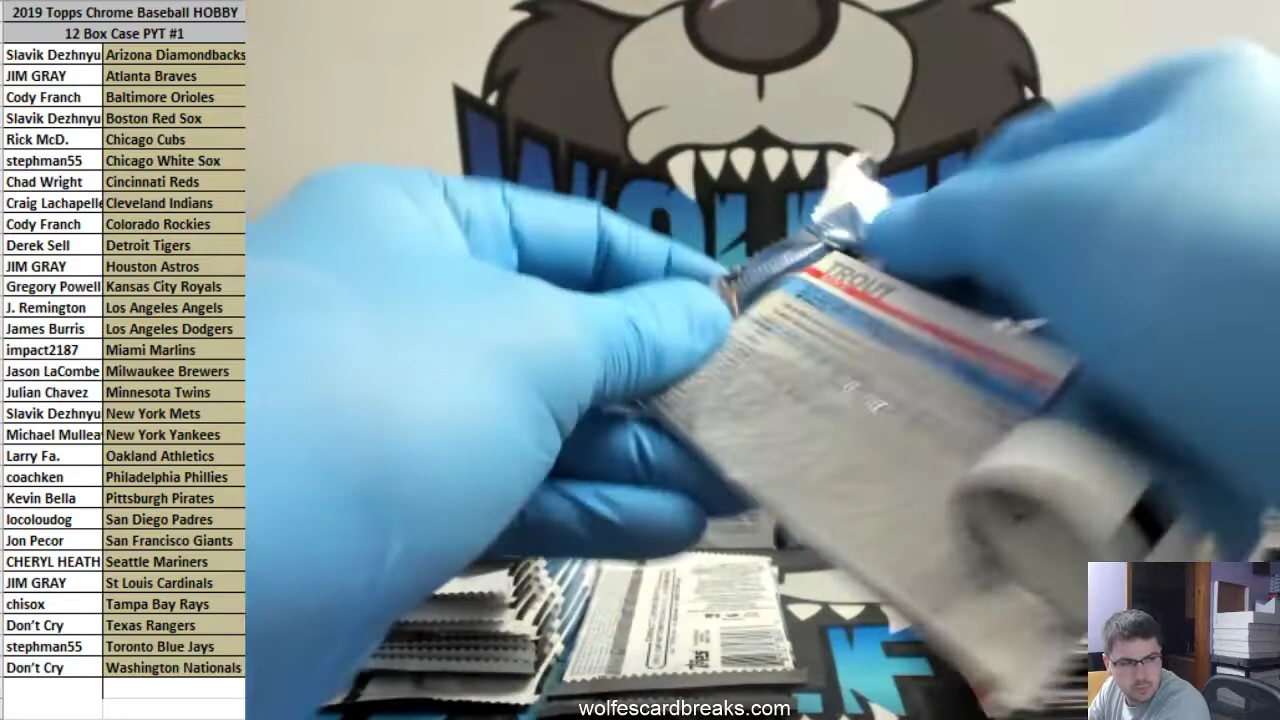 2019 Topps Chrome Baseball HOBBY
12 Box Case PYT #1
Slavik Dezhnyu Arizona Diamondbacks
JIM GRAY Atlanta Braves
Cody Franch Baltimore Orioles
Slavik Dezhnyu Boston Red Sox
Rick McD. Chicago Cubs
stephman55 Chicago White Sox
Chad Wright Cincinnati Reds
Craig Lachapelle Cleveland Indians
Cody Franch Colorado Rockies
Derek Sell Detroit Tigers
JIM GRAY Houston Astros
Gregory Powell Kansas City Royals
J. Remington Los Angeles Angels
James Burris Los Angeles Dodgers
impact2187 Miami Marlins
Jason LaCombe Milwaukee Brewers
Julian Chavez Minnesota Twins
Slavik Dezhnyu New York Mets
Michael Mullea New York Yankees
Larry Fa. Oakland Athletics
coachken Philadelphia Phillies
Kevin Bella Pittsburgh Pirates
locoloudog San Diego Padres
Jon Pecor San Francisco Giants
CHERYL HEATH Seattle Mariners
JIM GRAY St Louis Cardinals
chisox Tampa Bay Rays
Don't Cry Texas Rangers
stephman55 Toronto Blue Jays
Don't Cry Washington Nationals
TROUT
wolfescardbreaks.com